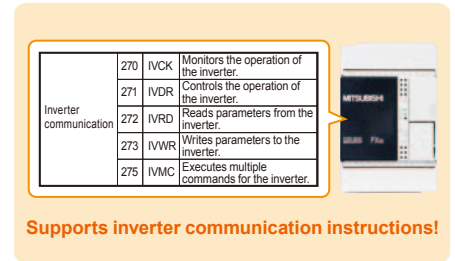 Inverter
communication
270 IVCK Monitors the operation of
the inverter.
271 IVDR Controls the operation of
the inverter.
272 IVRD Reads parameters from the
inverter.
273 IVWR Writes parameters to the
inverter.
275 IVMC Executes multiple
commands for the inverter.
MITSUBISHI
Supports inverter communication instructions!